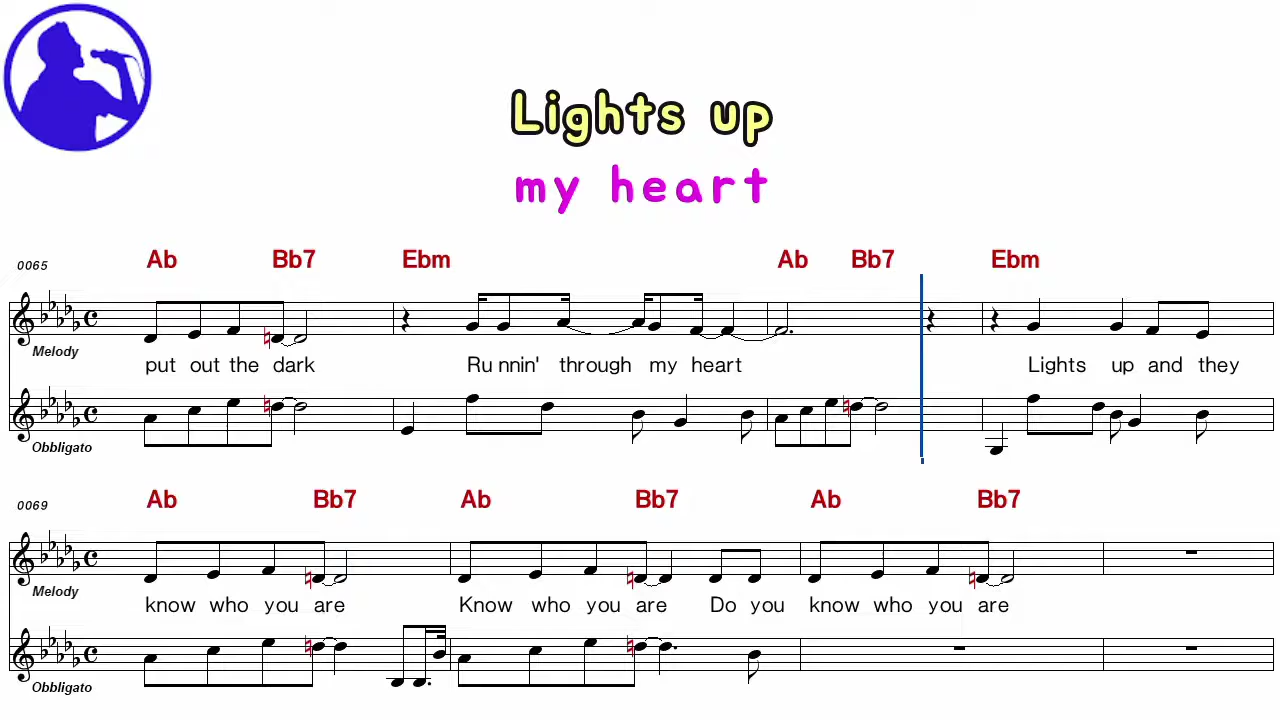 Lights up
my heart
0065 Ab Bb7 Ebm Ab Bb7 Ebm
Melody
put out the dark Ru nnin' through my heart Lights up and they
Obbligato
0069 Ab Bb7 Ab Bb7 Ab Bb7
Melody
know who you are Know who you are Do you know who you are
Obbligato